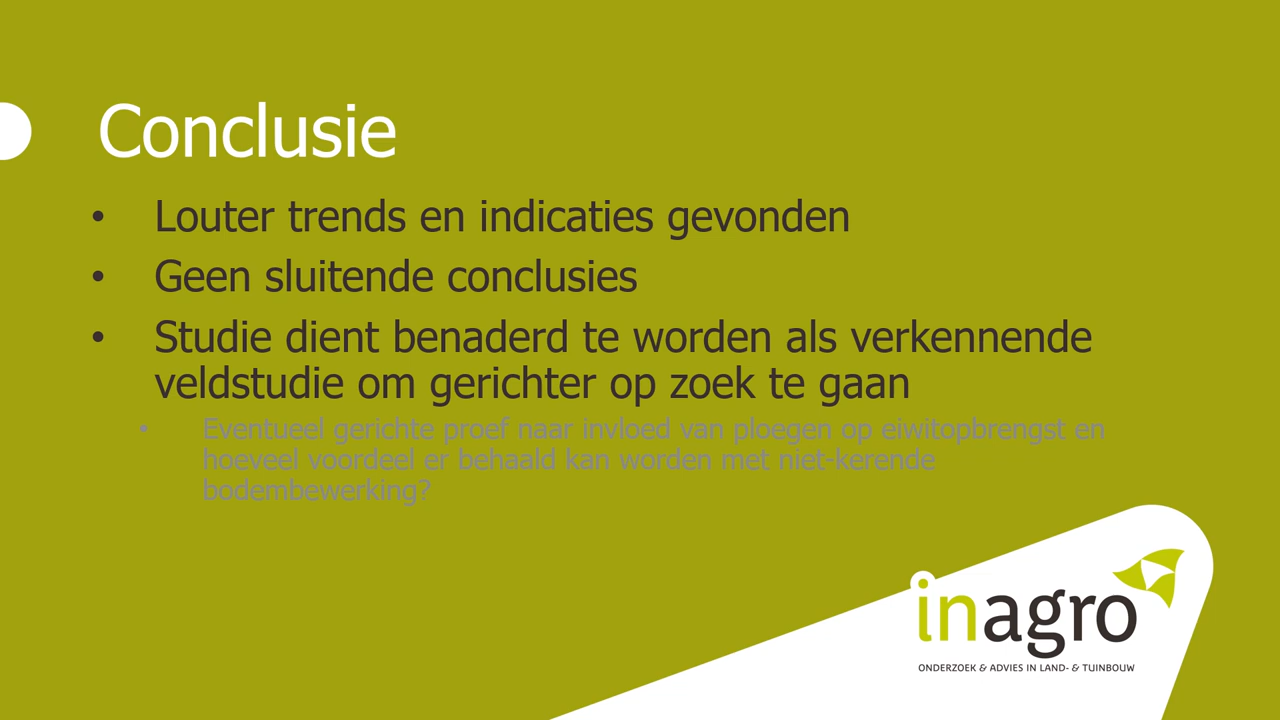 Conclusie
• Louter trends en indicaties gevonden
• Geen sluitende conclusies
• Studie dient benaderd te worden als verkennende
veldstudie om gerichter op zoek te gaan
• Eventueel gerichte proef naar invloed van ploegen op eiwitopbrengst en
hoeveel voordeel er behaald kan worden met niet-kerende
bodembewerking?
inagro
ONDERZOEK & ADVIES IN LAND- & TUINBOUW